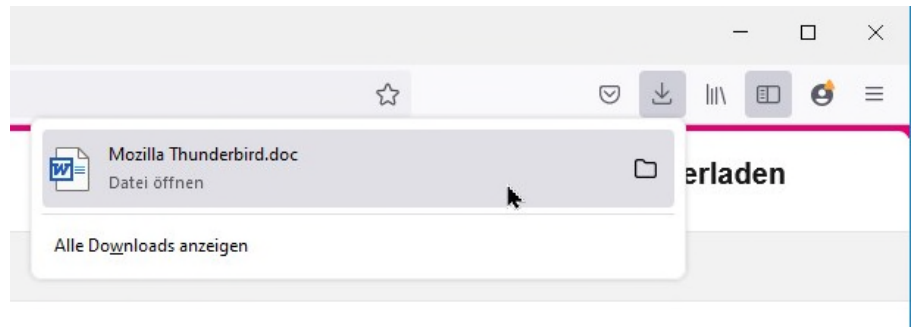 Mozilla Thunderbird.doc
Datei öffnen
erladen
Alle Downloads anzeigen